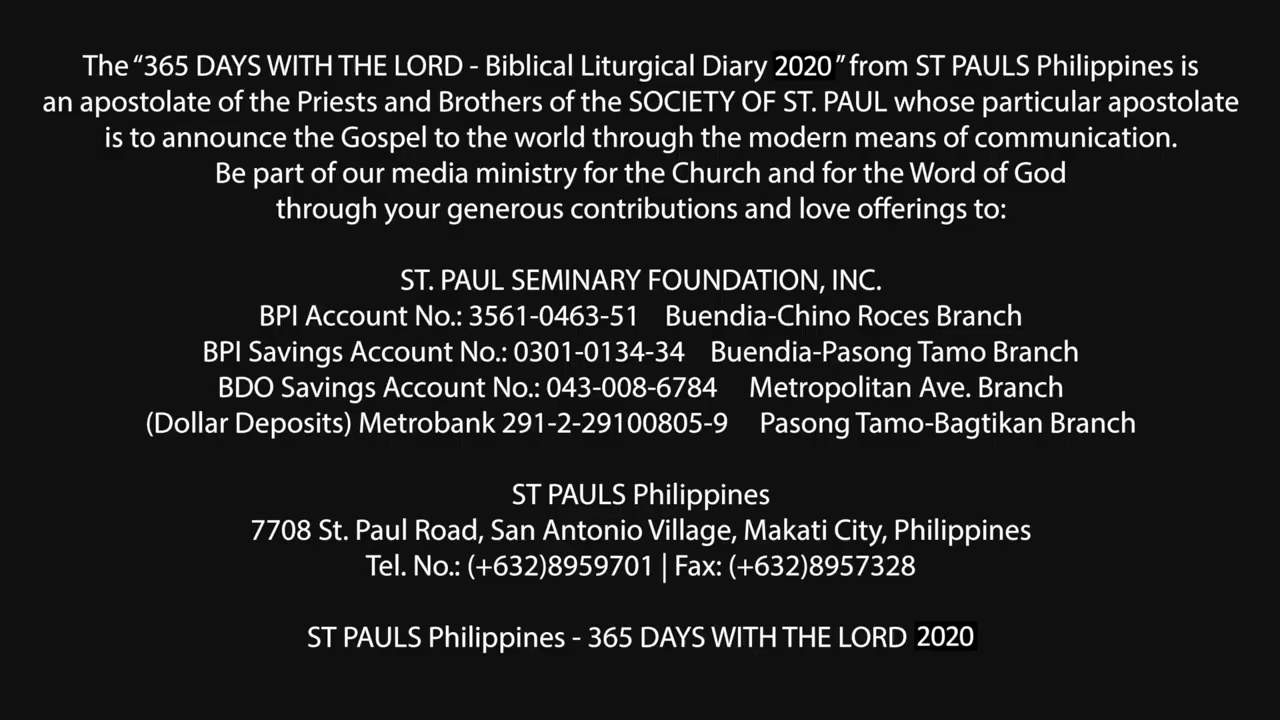 The “365 DAYS WITH THE LORD - Biblical Liturgical Diary 2020” from ST PAULS Philippines is
an apostolate of the Priests and Brothers of the SOCIETY OF ST. PAUL whose particular apostolate
is to announce the Gospel to the world through the modern means of communication.
Be part of our media ministry for the Church and for the Word of God
through your generous contributions and love offerings to:
ST. PAUL SEMINARY FOUNDATION, INC.
BPI Account No.: 3561-0463-51 Buendia-Chino Roces Branch
BPI Savings Account No.: 0301-0134-34 Buendia-Pasong Tamo Branch
BDO Savings Account No.: 043-008-6784 Metropolitan Ave. Branch
(Dollar Deposits) Metrobank 291-2-29100805-9 Pasong Tamo-Bagtikan Branch
ST PAULS Philippines
7708 St. Paul Road, San Antonio Village, Makati City, Philippines
Tel. No.: (+632)8959701 | Fax: (+632)8957328
ST PAULS Philippines - 365 DAYS WITH THE LORD 2020